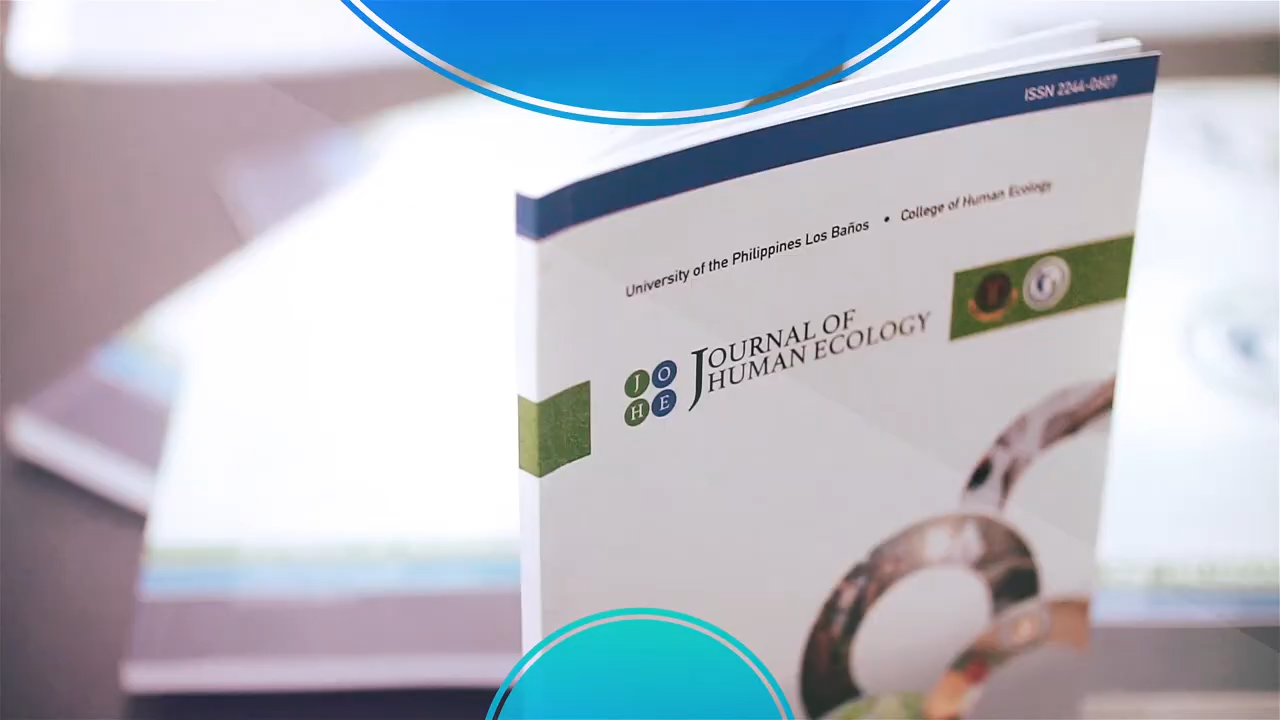 ISSN 2244-0607
University of the Philippines Los Baños • College of Human Ecology
J O
H E
JOURNAL OF
HUMAN ECOLOGY